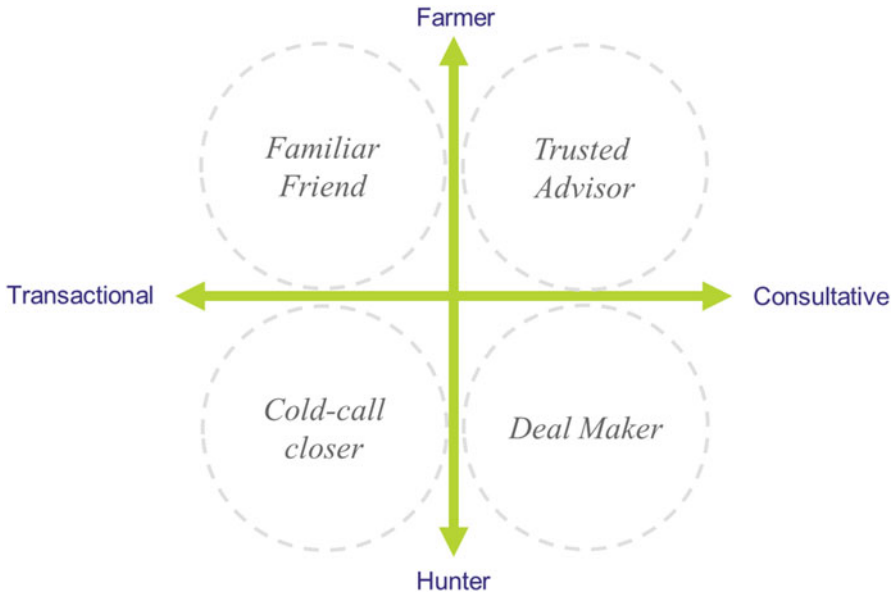 Farmer
Familiar
Friend
Trusted
Advisor
Transactional
Consultative
Cold-call
closer
Deal Maker
Hunter